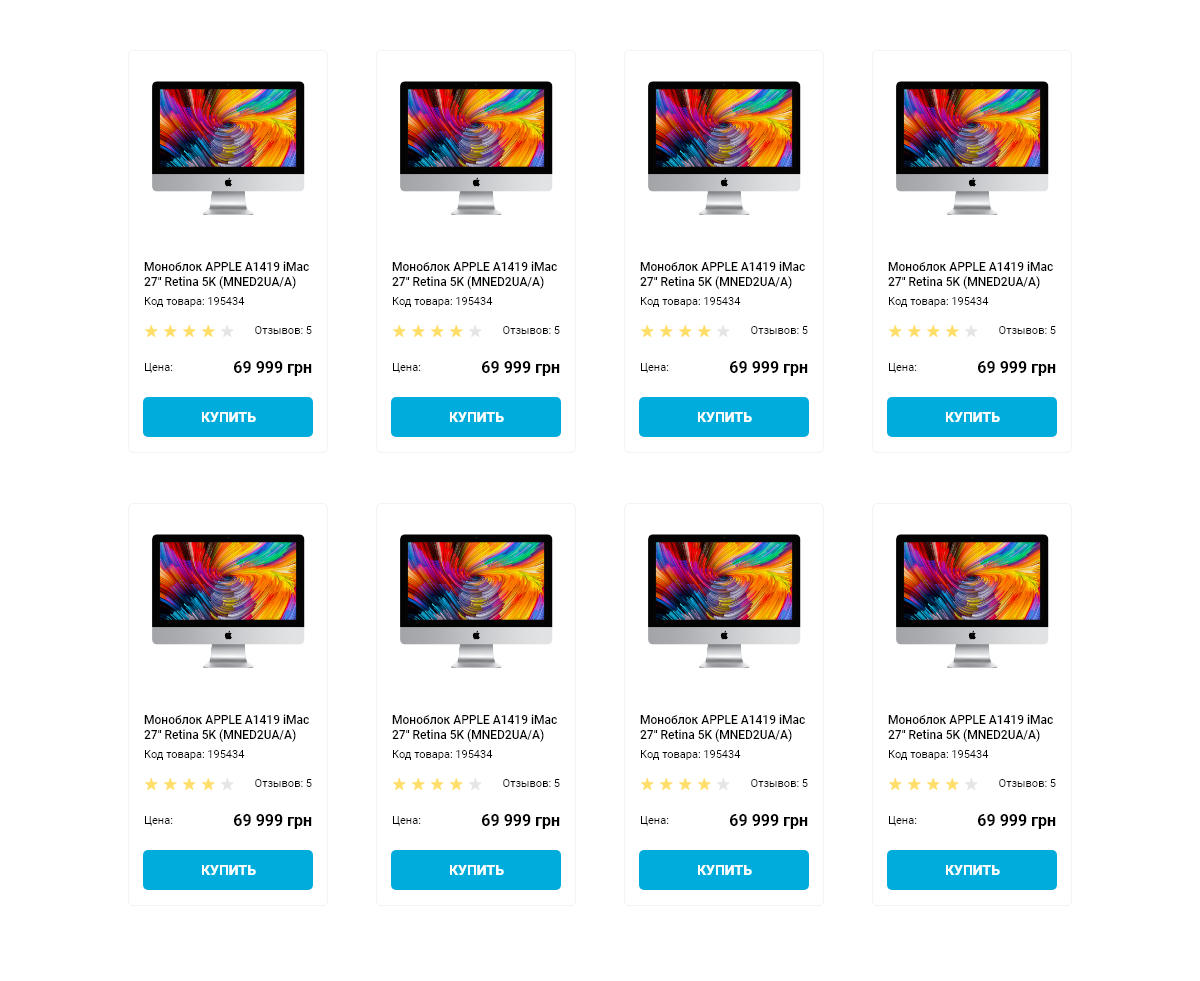 Моноблок APPLE A1419 iMac
27" Retina 5K (MNED2UA/A)
Код товара: 195434
Отзывов: 5
Цена: 69 999 грн
КУПИТЬ
Моноблок APPLE A1419 iMac
27" Retina 5K (MNED2UA/A)
Код товара: 195434
Отзывов: 5
Цена: 69 999 грн
КУПИТЬ
Моноблок APPLE A1419 iMac
27" Retina 5K (MNED2UA/A)
Код товара: 195434
Отзывов: 5
Цена: 69 999 грн
КУПИТЬ
Моноблок APPLE A1419 iMac
27" Retina 5K (MNED2UA/A)
Код товара: 195434
Отзывов: 5
Цена: 69 999 грн
КУПИТЬ
Моноблок APPLE A1419 iMac
27" Retina 5K (MNED2UA/A)
Код товара: 195434
Отзывов: 5
Цена: 69 999 грн
КУПИТЬ
Моноблок APPLE A1419 iMac
27" Retina 5K (MNED2UA/A)
Код товара: 195434
Отзывов: 5
Цена: 69 999 грн
КУПИТЬ
Моноблок APPLE A1419 iMac
27" Retina 5K (MNED2UA/A)
Код товара: 195434
Отзывов: 5
Цена: 69 999 грн
КУПИТЬ
Моноблок APPLE A1419 iMac
27" Retina 5K (MNED2UA/A)
Код товара: 195434
Отзывов: 5
Цена: 69 999 грн
КУПИТЬ